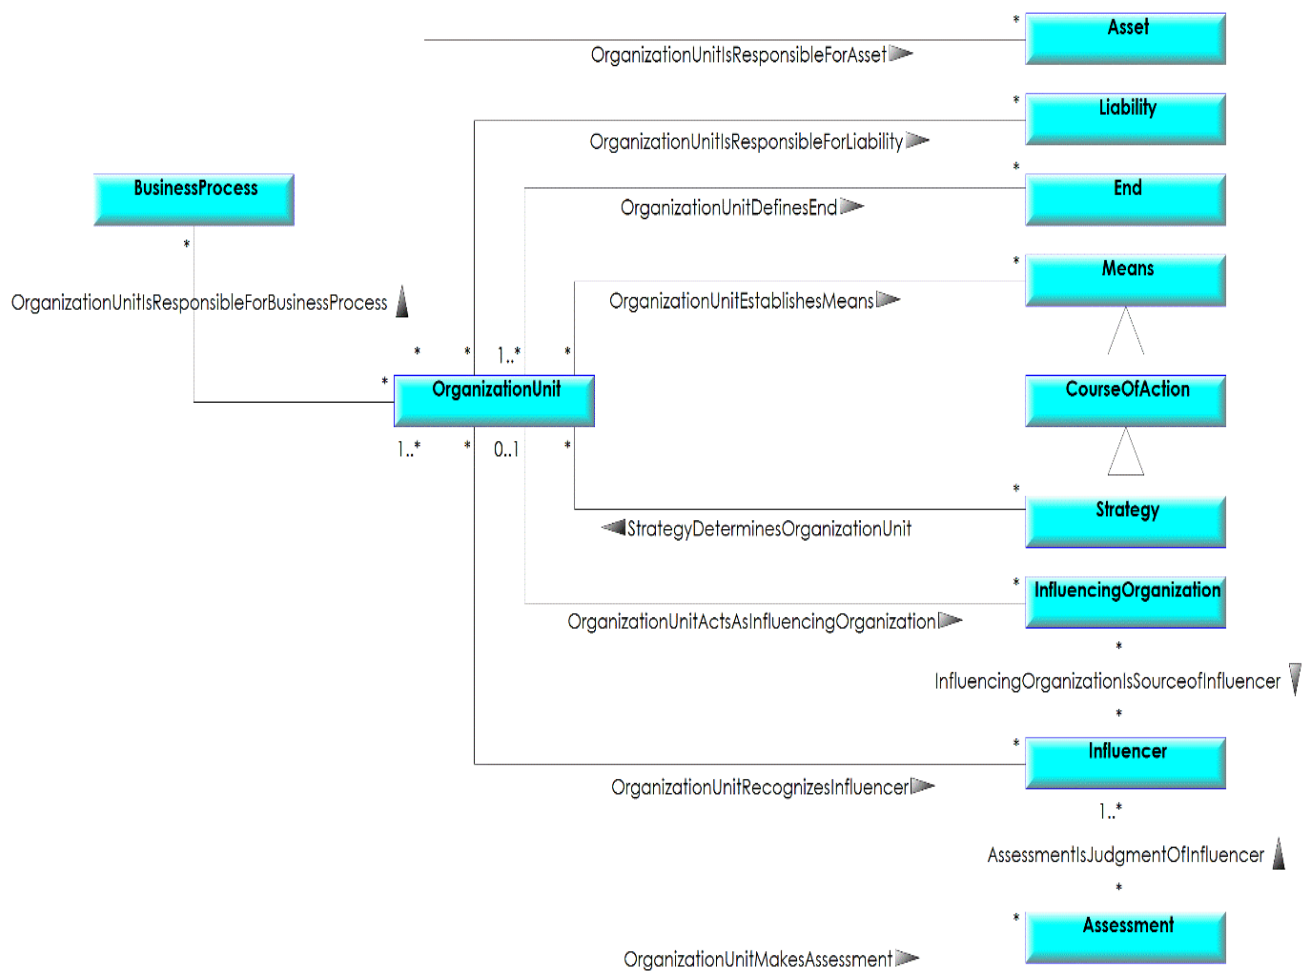 *
Asset
OrganizationUnitIsResponsibleForAsset
*
Liability
OrganizationUnitIsResponsibleForLiability
BusinessProcess
*
*
End
OrganizationUnitDefinesEnd
*
Means
OrganizationUnitIsResponsibleForBusinessProcess
OrganizationUnitEstablishesMeans
* * 1..* *
*
OrganizationUnit
CourseOfAction
1..* * 0..1 *
*
Strategy
StrategyDeterminesOrganizationUnit
*
InfluencingOrganization
OrganizationUnitActsAsInfluencingOrganization
*
InfluencingOrganizationIsSourceofInfluencer
*
*
Influencer
OrganizationUnitRecognizesInfluencer
1..*
AssessmentIsJudgmentOfInfluencer
*
*
Assessment
OrganizationUnitMakesAssessment